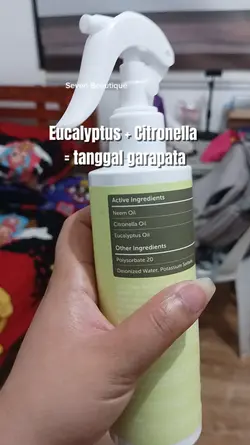 Seven Beautique
Eucalyptus + Citronella
= tanggal garapata
Active Ingredients
Neem Oil
Citronella Oil
Eucalyptus Oil
Other Ingredients
Polysorbate 20
Deionized Water, Potassium Sorbate